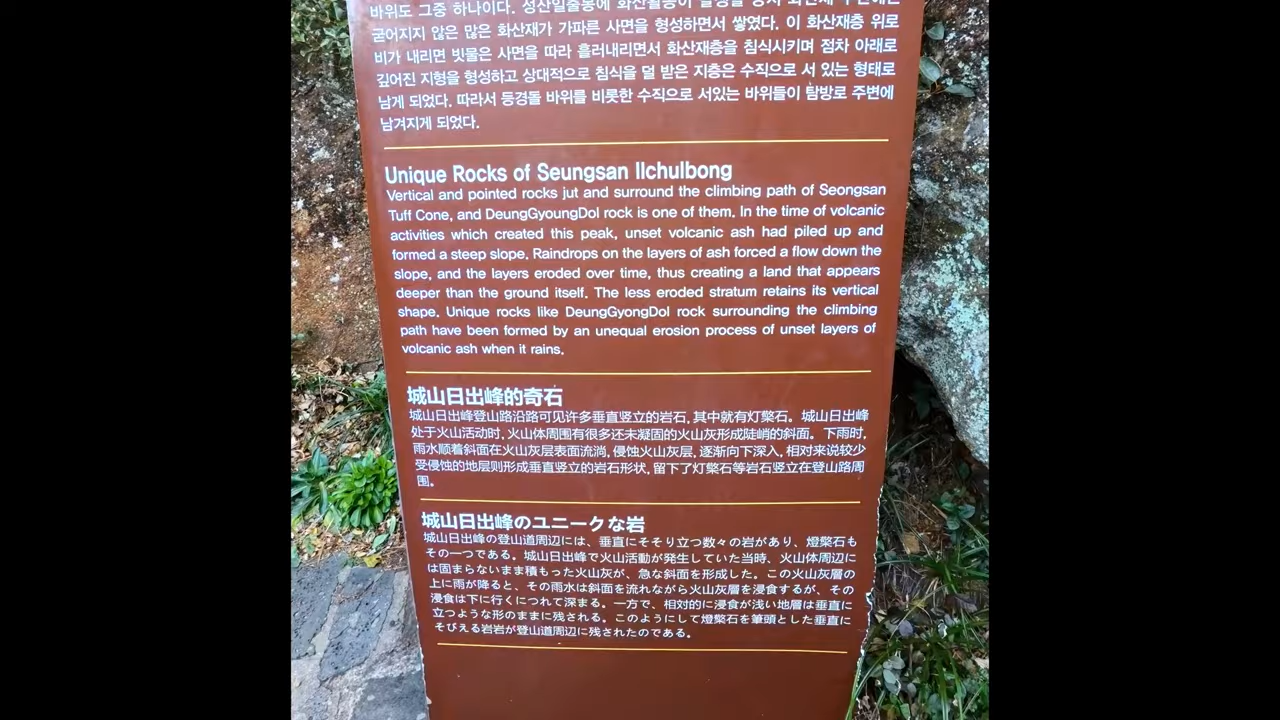 바위도 그중 하나이다. 성산일출봉에 화산활동이
굳어지지 않은 많은 화산재가 가파른 사면을 형성하면서 쌓였다. 이 화산재층 위로
비가 내리면 빗물은 사면을 따라 흘러내리면서 화산재층을 침식시키며 점차 아래로
깊어진 지형을 형성하고 상대적으로 침식을 덜 받은 지층은 수직으로 서 있는 형태로
남게 되었다. 따라서 등경돌 바위를 비롯한 수직으로 서있는 바위들이 탐방로 주변에
남겨지게 되었다.
Unique Rocks of Seungsan Ilchulbong
Vertical and pointed rocks jut and surround the climbing path of Seongsan
Tuff Cone, and DeungGyoungDol rock is one of them. In the time of volcanic
activities which created this peak, unset volcanic ash had piled up and
formed a steep slope. Raindrops on the layers of ash forced a flow down the
slope, and the layers eroded over time, thus creating a land that appears
deeper than the ground itself. The less eroded stratum retains its vertical
shape. Unique rocks like DeungGyongDol rock surrounding the climbing
path have been formed by an unequal erosion process of unset layers of
volcanic ash when it rains.
城山日出峰的奇石
城山日出峰登山路沿路可见许多垂直竖立的岩石, 其中就有灯檠石。城山日出峰
处于火山活动时, 火山体周围有很多还未凝固的火山灰形成陡峭的斜面。下雨时,
雨水顺着斜面在火山灰层表面流淌, 侵蚀火山灰层, 逐渐向下深入, 相对来说较少
受侵蚀的地层则形成垂直竖立的岩石形状, 留下了灯檠石等岩石竖立在登山路周
围。
城山日出峰のユニークな岩
城山日出峰の登山道周辺には、垂直にそそり立つ数々の岩があり、燈檠石も
その一つである。城山日出峰で火山活動が発生していた当時、火山体周辺に
は固まらないまま積もった火山灰が、急な斜面を形成した。この火山灰層の
上に雨が降ると、その雨水は斜面を流れながら火山灰層を浸食するが、その
浸食は下に行くにつれて深まる。一方で、相対的に浸食が浅い地層は垂直に
立つような形のままに残される。このようにして燈檠石を筆頭とした垂直に
そびえる岩岩が登山道周辺に残されたのである。